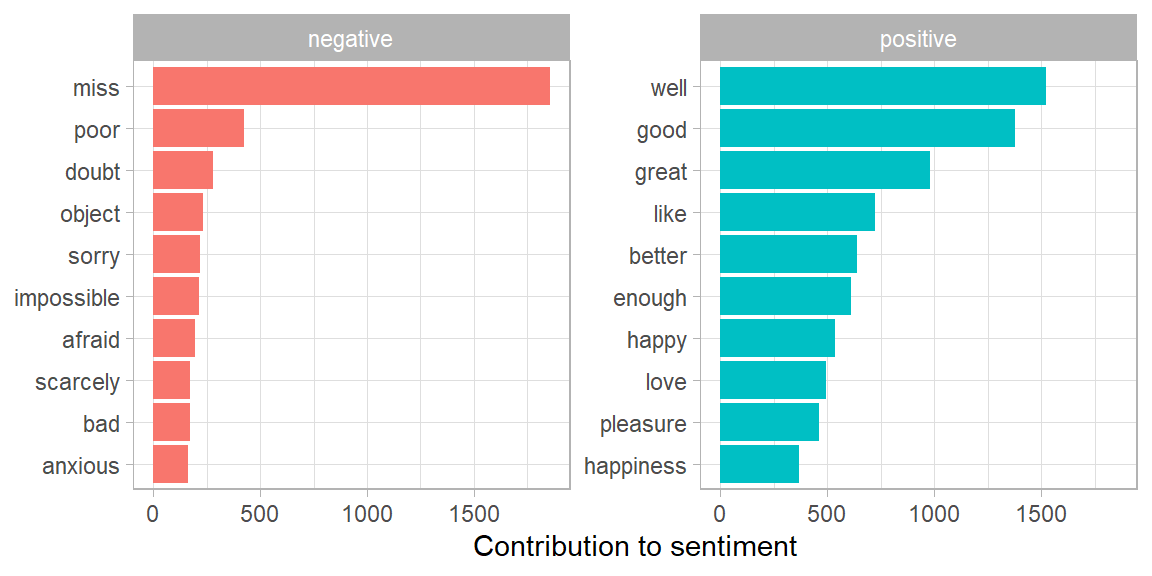 negative
miss
poor
doubt
object
sorry
impossible
afraid
scarcely
bad
anxious
0 500 1000 1500
positive
well
good
great
like
better
enough
happy
love
pleasure
happiness
0 500 1000 1500
Contribution to sentiment